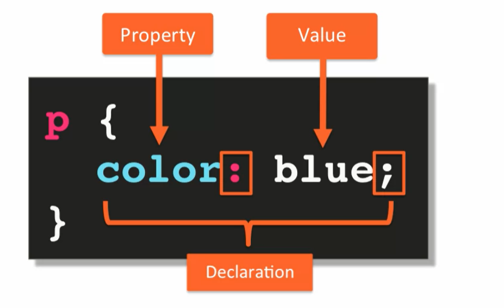 Property Value
p {
color: blue;
}
Declaration